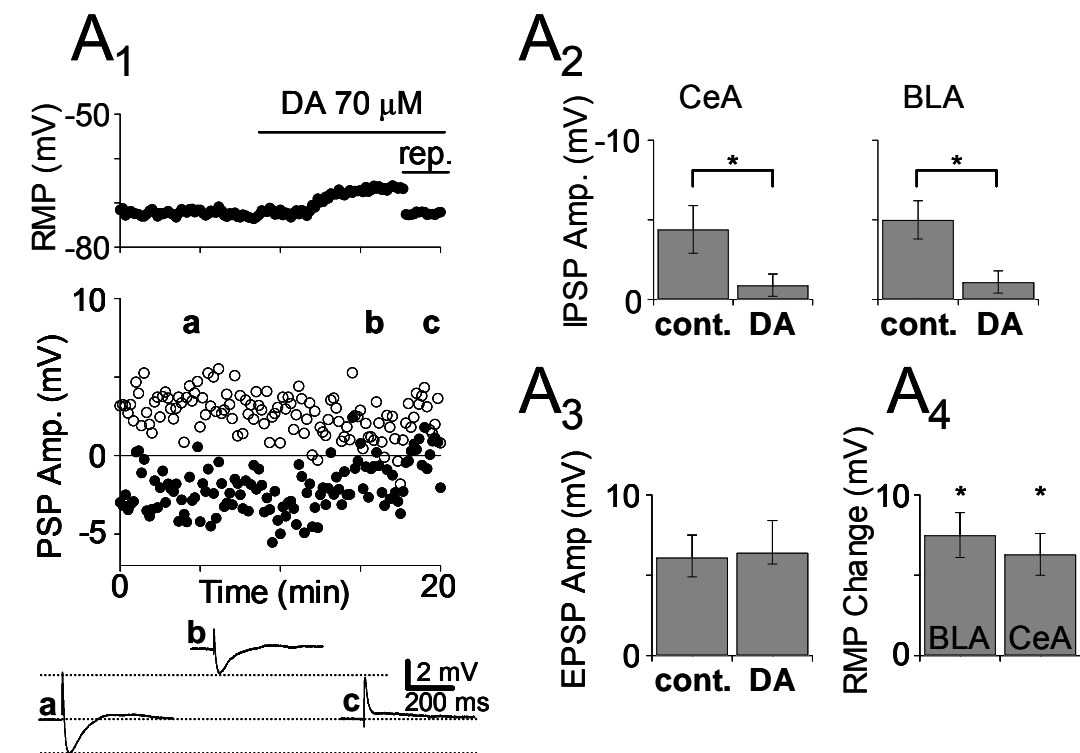 A1
DA 70 μM
rep.
RMP (mV)
-50
-80
PSP Amp. (mV)
10
0
-5
a
b
c
0
Time (min)
20
b
a
c
2 mV
200 ms
A2
CeA
BLA
IPSP Amp. (mV)
-10
0
*
*
cont.
DA
cont.
DA
A3
EPSP Amp (mV)
10
0
cont.
DA
A4
RMP Change (mV)
10
0
*
*
BLA
CeA